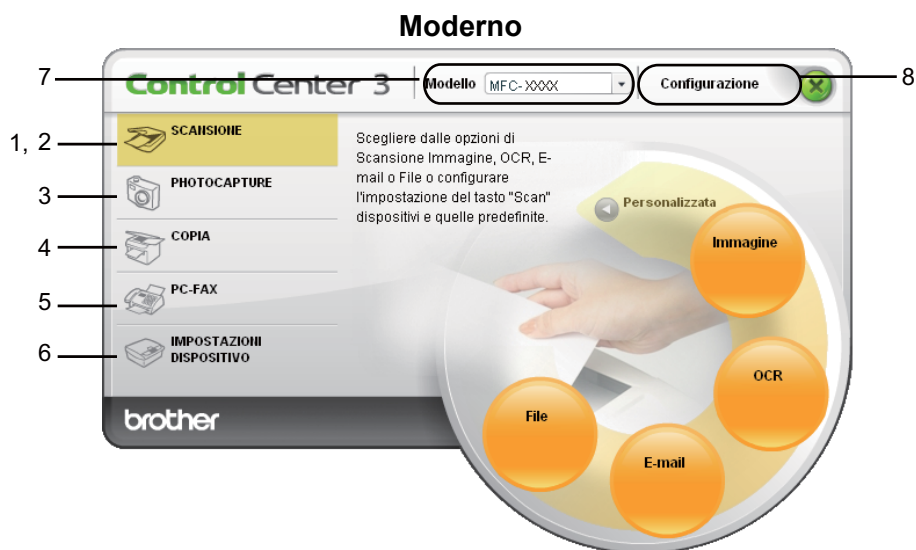 Moderno
7
Control Center 3
Modello
MFC-XXXX
Configurazione
8
1, 2
SCANSIONE
3
PHOTOCAPTURE
4
COPIA
5
PC-FAX
6
IMPOSTAZIONI
DISPOSITIVO
Scegliere dalle opzioni di
Scansione Immagine, OCR, E-
mail o File o configurare
l'impostazione del tasto "Scan"
dispositivi e quelle predefinite.
Personalizzata
Immagine
OCR
E-mail
File
brother